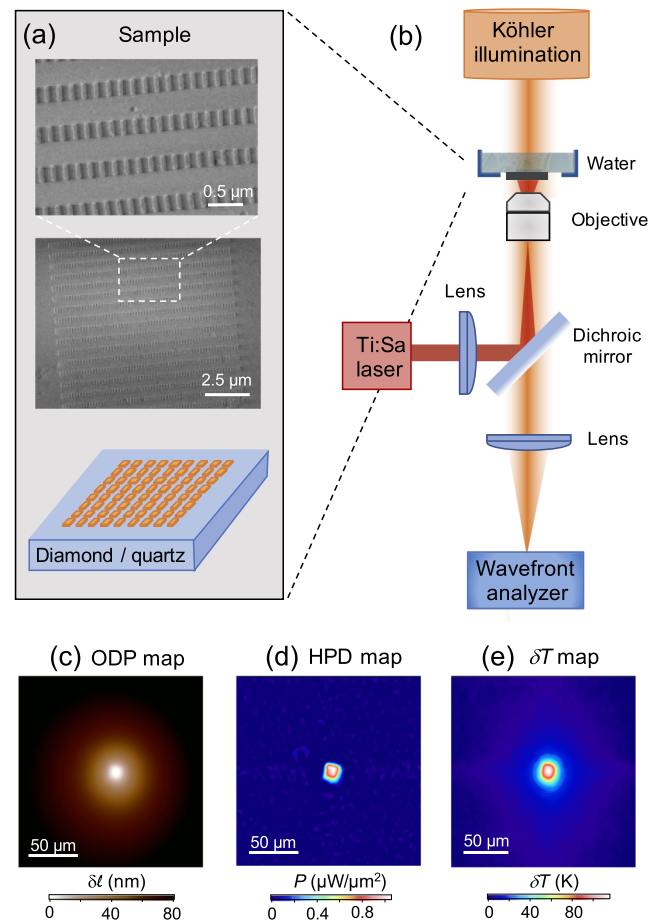 (a)
Sample
0.5 µm
2.5 µm
Diamond / quartz
(b)
Köhler
illumination
Water
Objective
Lens
Ti:Sa
laser
Dichroic
mirror
Lens
Wavefront
analyzer
(c) ODP map
50 µm
δℓ (nm)
0 40 80
(d) HPD map
50 µm
P (µW/µm²)
0 0.4 0.8
(e) δT map
50 µm
δT (K)
0 40 80